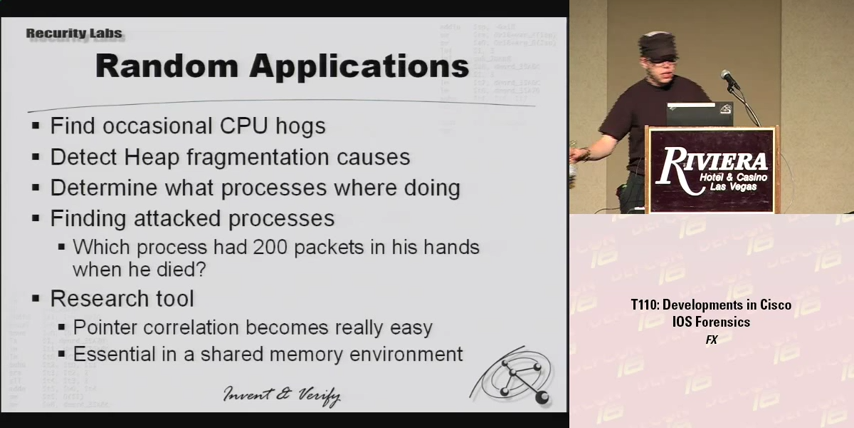 Recurity Labs
Random Applications
▪ Find occasional CPU hogs
▪ Detect Heap fragmentation causes
▪ Determine what processes where doing
▪ Finding attacked processes
▪ Which process had 200 packets in his hands
when he died?
▪ Research tool
▪ Pointer correlation becomes really easy
▪ Essential in a shared memory environment
Invent & Verify
RIVIERA
Hotel & Casino
Las Vegas
T110: Developments in Cisco
IOS Forensics
FX